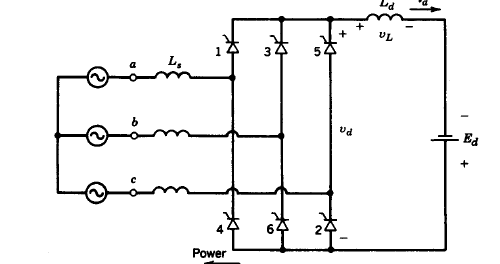 L_d
i_d
+ v_L −
1
3
5
+
a
L_s
b
v_d
−
E_d
+
c
4
6
2
−
Power